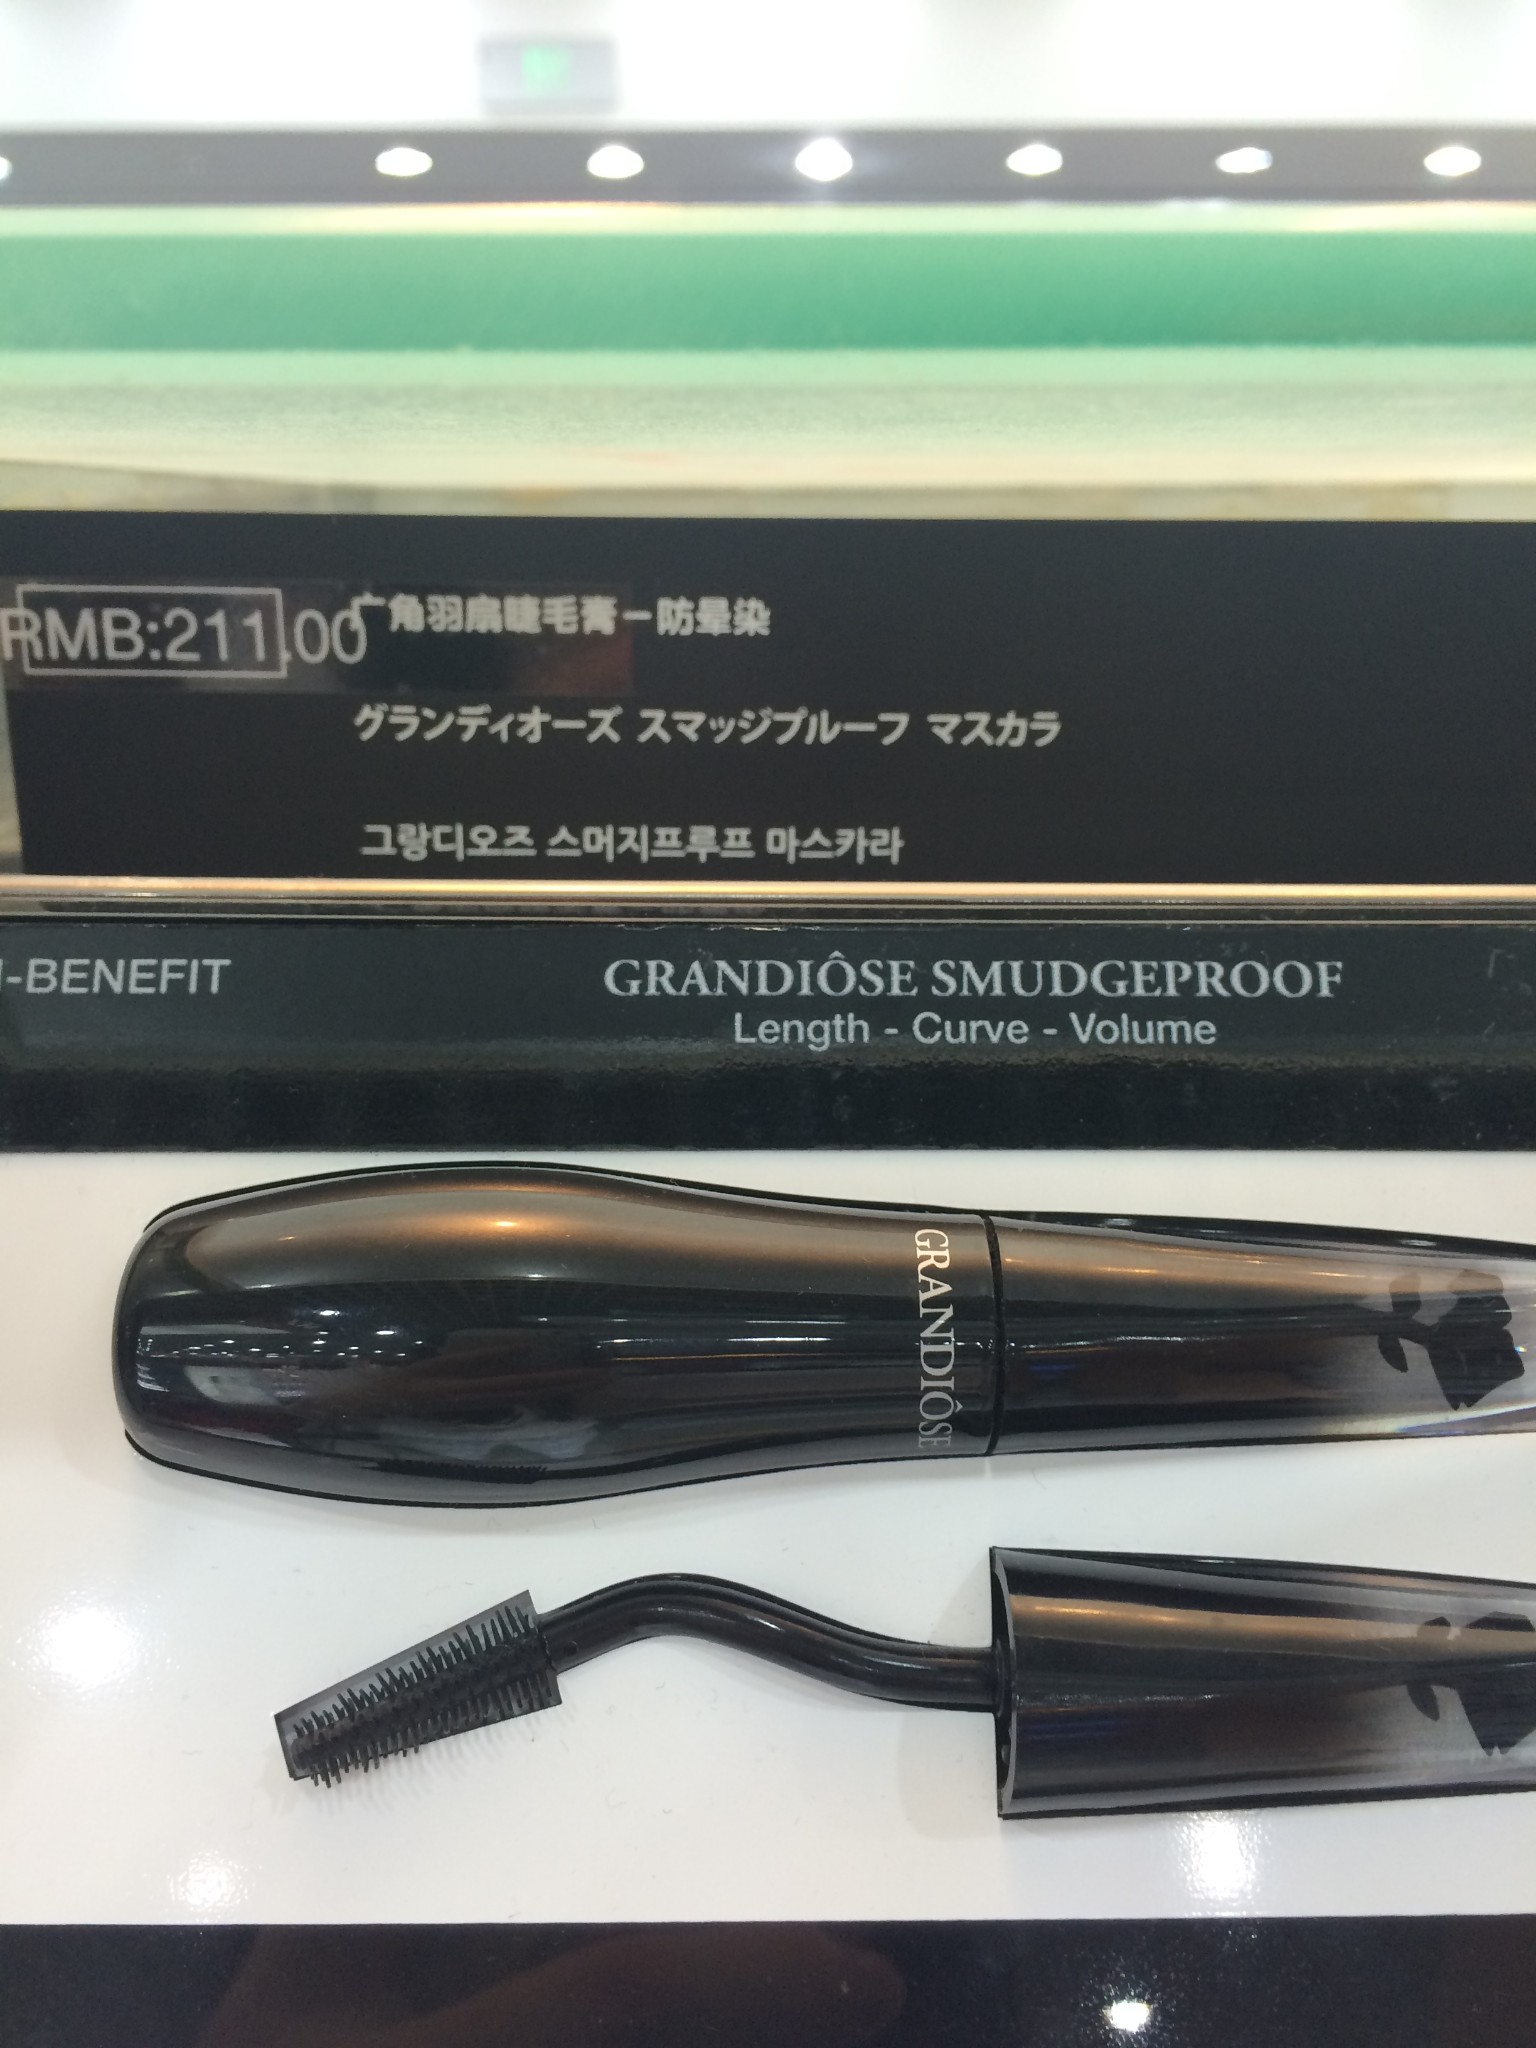 RMB:211.00
广角羽扇睫毛膏－防晕染
グランディオーズ スマッジプルーフ マスカラ
그랑디오즈 스머지프루프 마스카라
-BENEFIT
GRANDIÔSE SMUDGEPROOF
Length - Curve - Volume
GRANDIÔSE